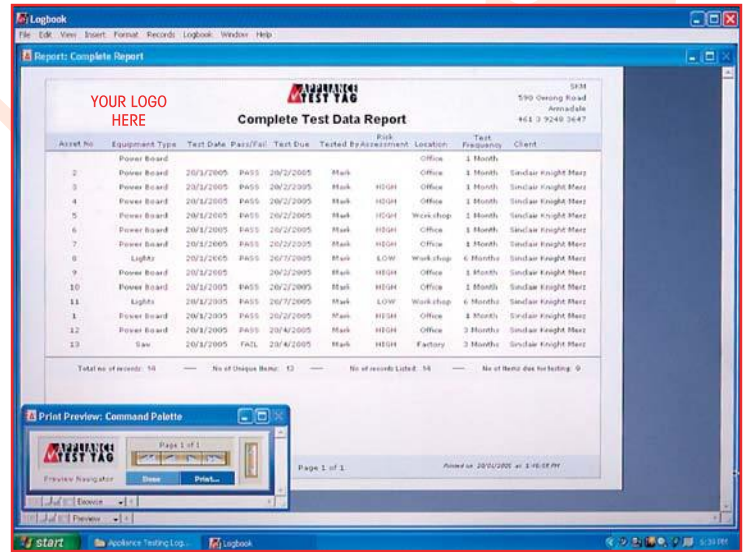 Logbook
File Edit View Insert Format Records Logbook Window Help
Report: Complete Report
YOUR LOGO
HERE
APPLIANCE
TEST TAG
Complete Test Data Report
SKM
590 Orrong Road
Armadale
+61 3 9248 3647
Asset No Equipment Type Test Date Pass/Fail Test Due Tested By Risk Assessment Location Test Frequency Client
Power Board Office 1 Month
2 Power Board 20/1/2005 PASS 20/2/2005 Mark Office 1 Month Sinclair Knight Merz
3 Power Board 20/1/2005 PASS 20/2/2005 Mark HIGH Office 1 Month Sinclair Knight Merz
4 Power Board 20/1/2005 PASS 20/2/2005 Mark HIGH Office 1 Month Sinclair Knight Merz
5 Power Board 20/1/2005 PASS 20/2/2005 Mark HIGH Workshop 1 Month Sinclair Knight Merz
6 Power Board 20/1/2005 PASS 20/2/2005 Mark HIGH Office 1 Month Sinclair Knight Merz
7 Power Board 20/1/2005 PASS 20/2/2005 Mark HIGH Office 1 Month Sinclair Knight Merz
8 Lights 20/1/2005 PASS 20/7/2005 Mark LOW Workshop 6 Months Sinclair Knight Merz
9 Power Board 20/1/2005 20/2/2005 Mark HIGH Office 1 Month Sinclair Knight Merz
10 Power Board 20/1/2005 PASS 20/2/2005 Mark HIGH Office 1 Month Sinclair Knight Merz
11 Lights 20/1/2005 PASS 20/7/2005 Mark LOW Workshop 6 Months Sinclair Knight Merz
1 Power Board 20/1/2005 PASS 20/2/2005 Mark HIGH Office 1 Month Sinclair Knight Merz
12 Power Board 20/1/2005 PASS 20/4/2005 Mark HIGH Office 3 Months Sinclair Knight Merz
13 Saw 20/1/2005 FAIL 20/4/2005 Mark HIGH Factory 3 Months Sinclair Knight Merz
Total no of records: 14 No of Unique Items: 13 No of records Listed: 14 No of Items due for testing: 0
Page 1 of 1 Printed on 20/01/2005 at
Print Preview: Command Palette
APPLIANCE
TEST TAG
Page 1 of 1
Preview Navigator Done Print...
Browse
Preview
start Appliance Testing Log... Logbook 5:34 PM